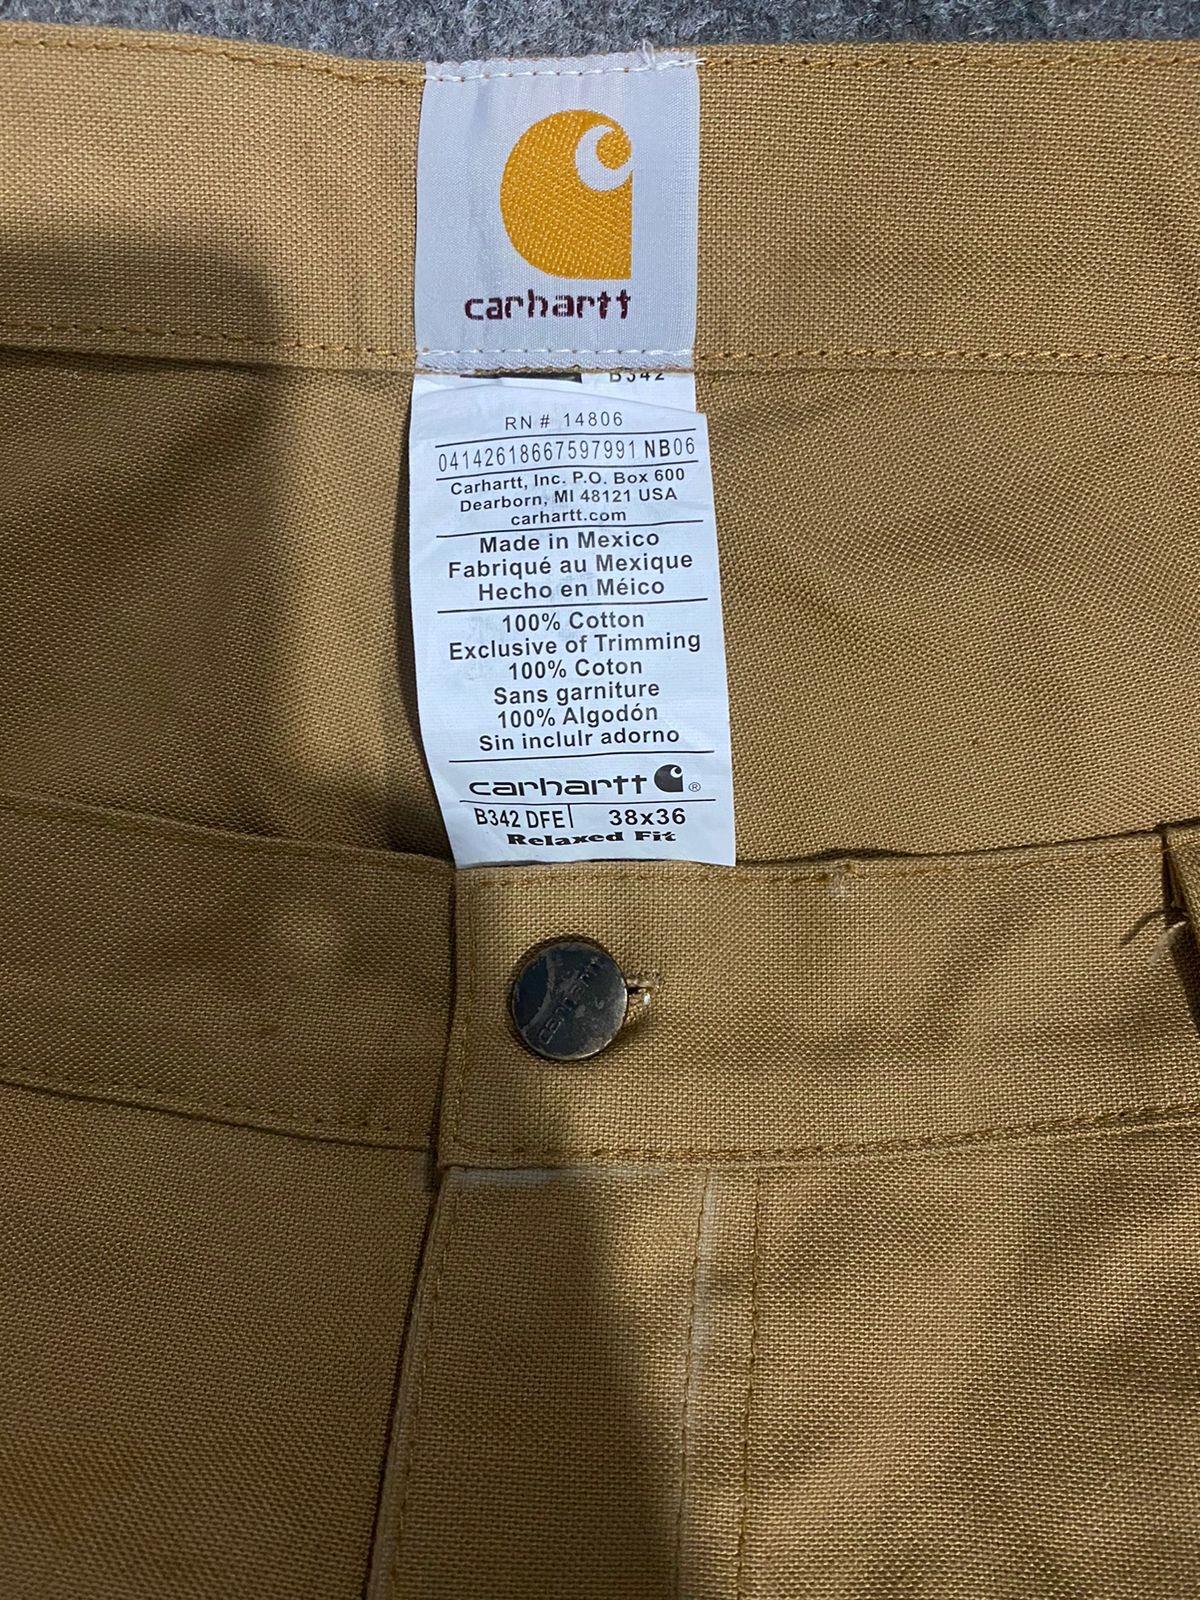 carhartt
B342
RN# 14806
04142618667597991 NB06
Carhartt, Inc. P.O. Box 600
Dearborn, MI 48121 USA
carhartt.com
Made in Mexico
Fabriqué au Mexique
Hecho en Méico
100% Cotton
Exclusive of Trimming
100% Coton
Sans garniture
100% Algodón
Sin incluIr adorno
carhartt ®
B342 DFE 38x36
Relaxed Fit
carhartt